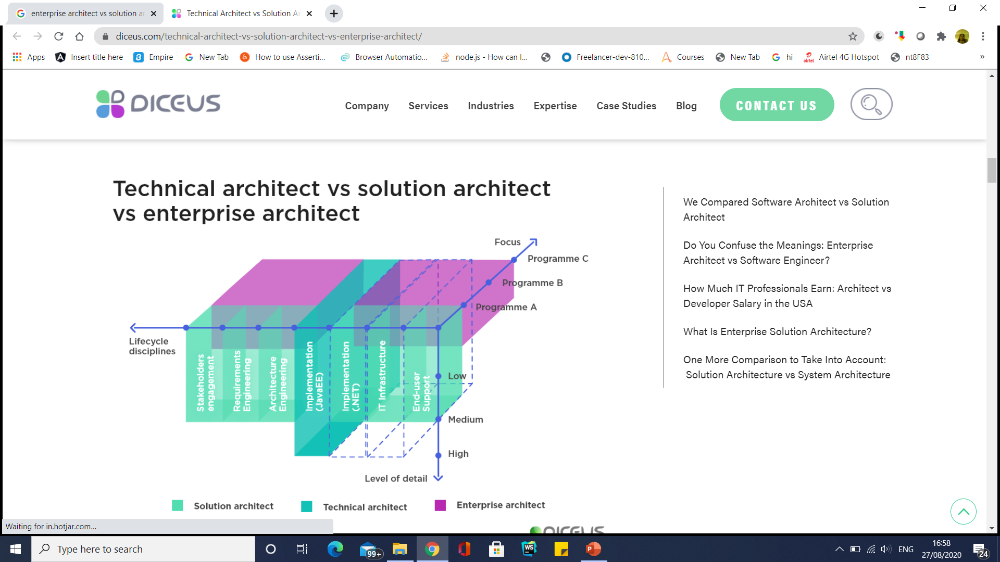 enterprise architect vs solution ar
Technical Architect vs Solution Ar
diceus.com/technical-architect-vs-solution-architect-vs-enterprise-architect/
Apps
Insert title here
Empire
New Tab
How to use Asserti...
Browser Automatio...
node.js - How can I...
Freelancer-dev-810...
Courses
New Tab
hi
airtel
Airtel 4G Hotspot
nt8F83
»
DICEUS
Company
Services
Industries
Expertise
Case Studies
Blog
CONTACT US
Technical architect vs solution architect
vs enterprise architect
Focus
Programme C
Programme B
Programme A
Lifecycle
disciplines
Stakeholders
engagement
Requirements
Engineering
Architecture
Engineering
Implementation
(JavaEE)
Implementation
(.NET)
IT Infrastructure
End-user
Support
Low
Medium
High
Level of detail
Solution architect
Technical architect
Enterprise architect
DICEUS
We Compared Software Architect vs Solution
Architect
Do You Confuse the Meanings: Enterprise
Architect vs Software Engineer?
How Much IT Professionals Earn: Architect vs
Developer Salary in the USA
What Is Enterprise Solution Architecture?
One More Comparison to Take Into Account:
Solution Architecture vs System Architecture
Waiting for in.hotjar.com...
Type here to search
99+
WS
P
ENG
16:58
27/08/2020
24